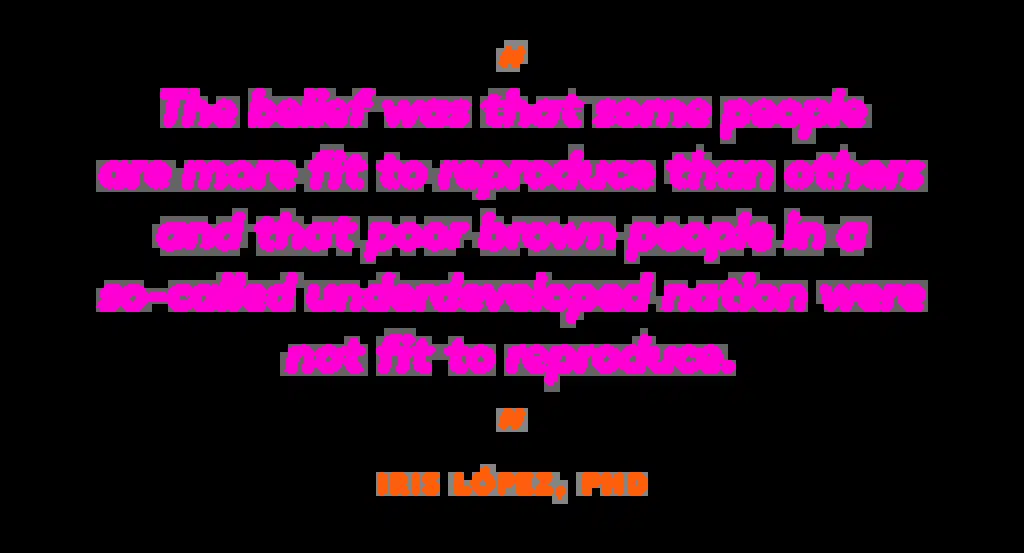 "
The belief was that some people
are more fit to reproduce than others
and that poor brown people in a
so-called underdeveloped nation were
not fit to reproduce.
"
IRIS LÓPEZ, PHD